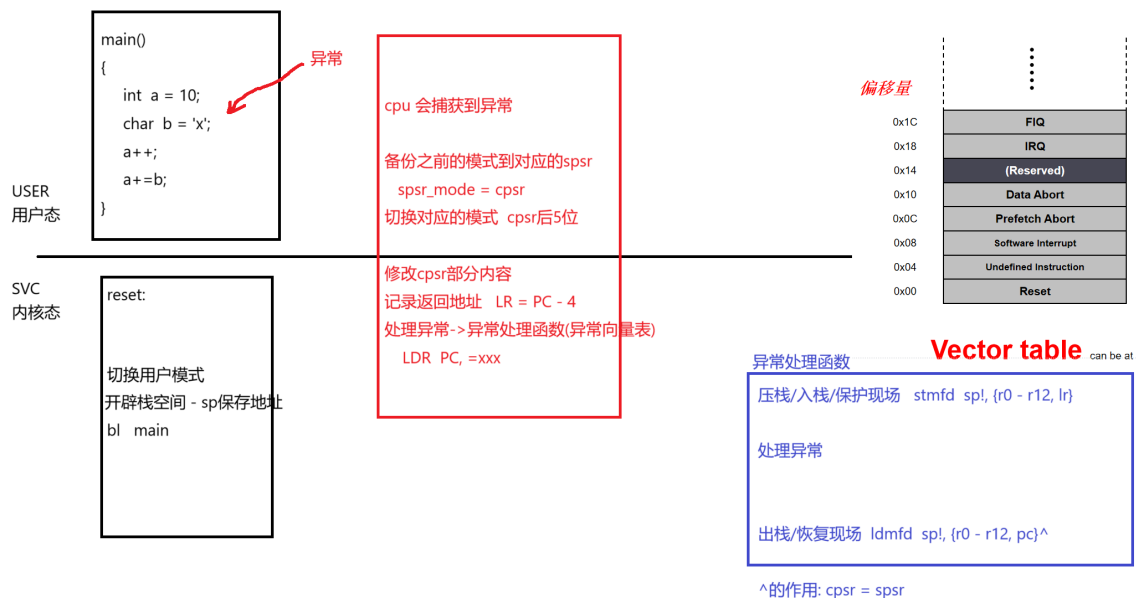 main()
{
int a = 10;
char b = 'x';
a++;
a+=b;
}
异常
USER
用户态
SVC
内核态
reset:
切换用户模式
开辟栈空间 - sp保存地址
bl main
cpu 会捕获到异常
备份之前的模式到对应的spsr
spsr_mode = cpsr
切换对应的模式 cpsr后5位
修改cpsr部分内容
记录返回地址 LR = PC - 4
处理异常->异常处理函数(异常向量表)
LDR PC, =xxx
偏移量
0x1C FIQ
0x18 IRQ
0x14 (Reserved)
0x10 Data Abort
0x0C Prefetch Abort
0x08 Software Interrupt
0x04 Undefined Instruction
0x00 Reset
Vector table can be at
异常处理函数
压栈/入栈/保护现场 stmfd sp!, {r0 - r12, lr}
处理异常
出栈/恢复现场 ldmfd sp!, {r0 - r12, pc}^
^的作用: cpsr = spsr